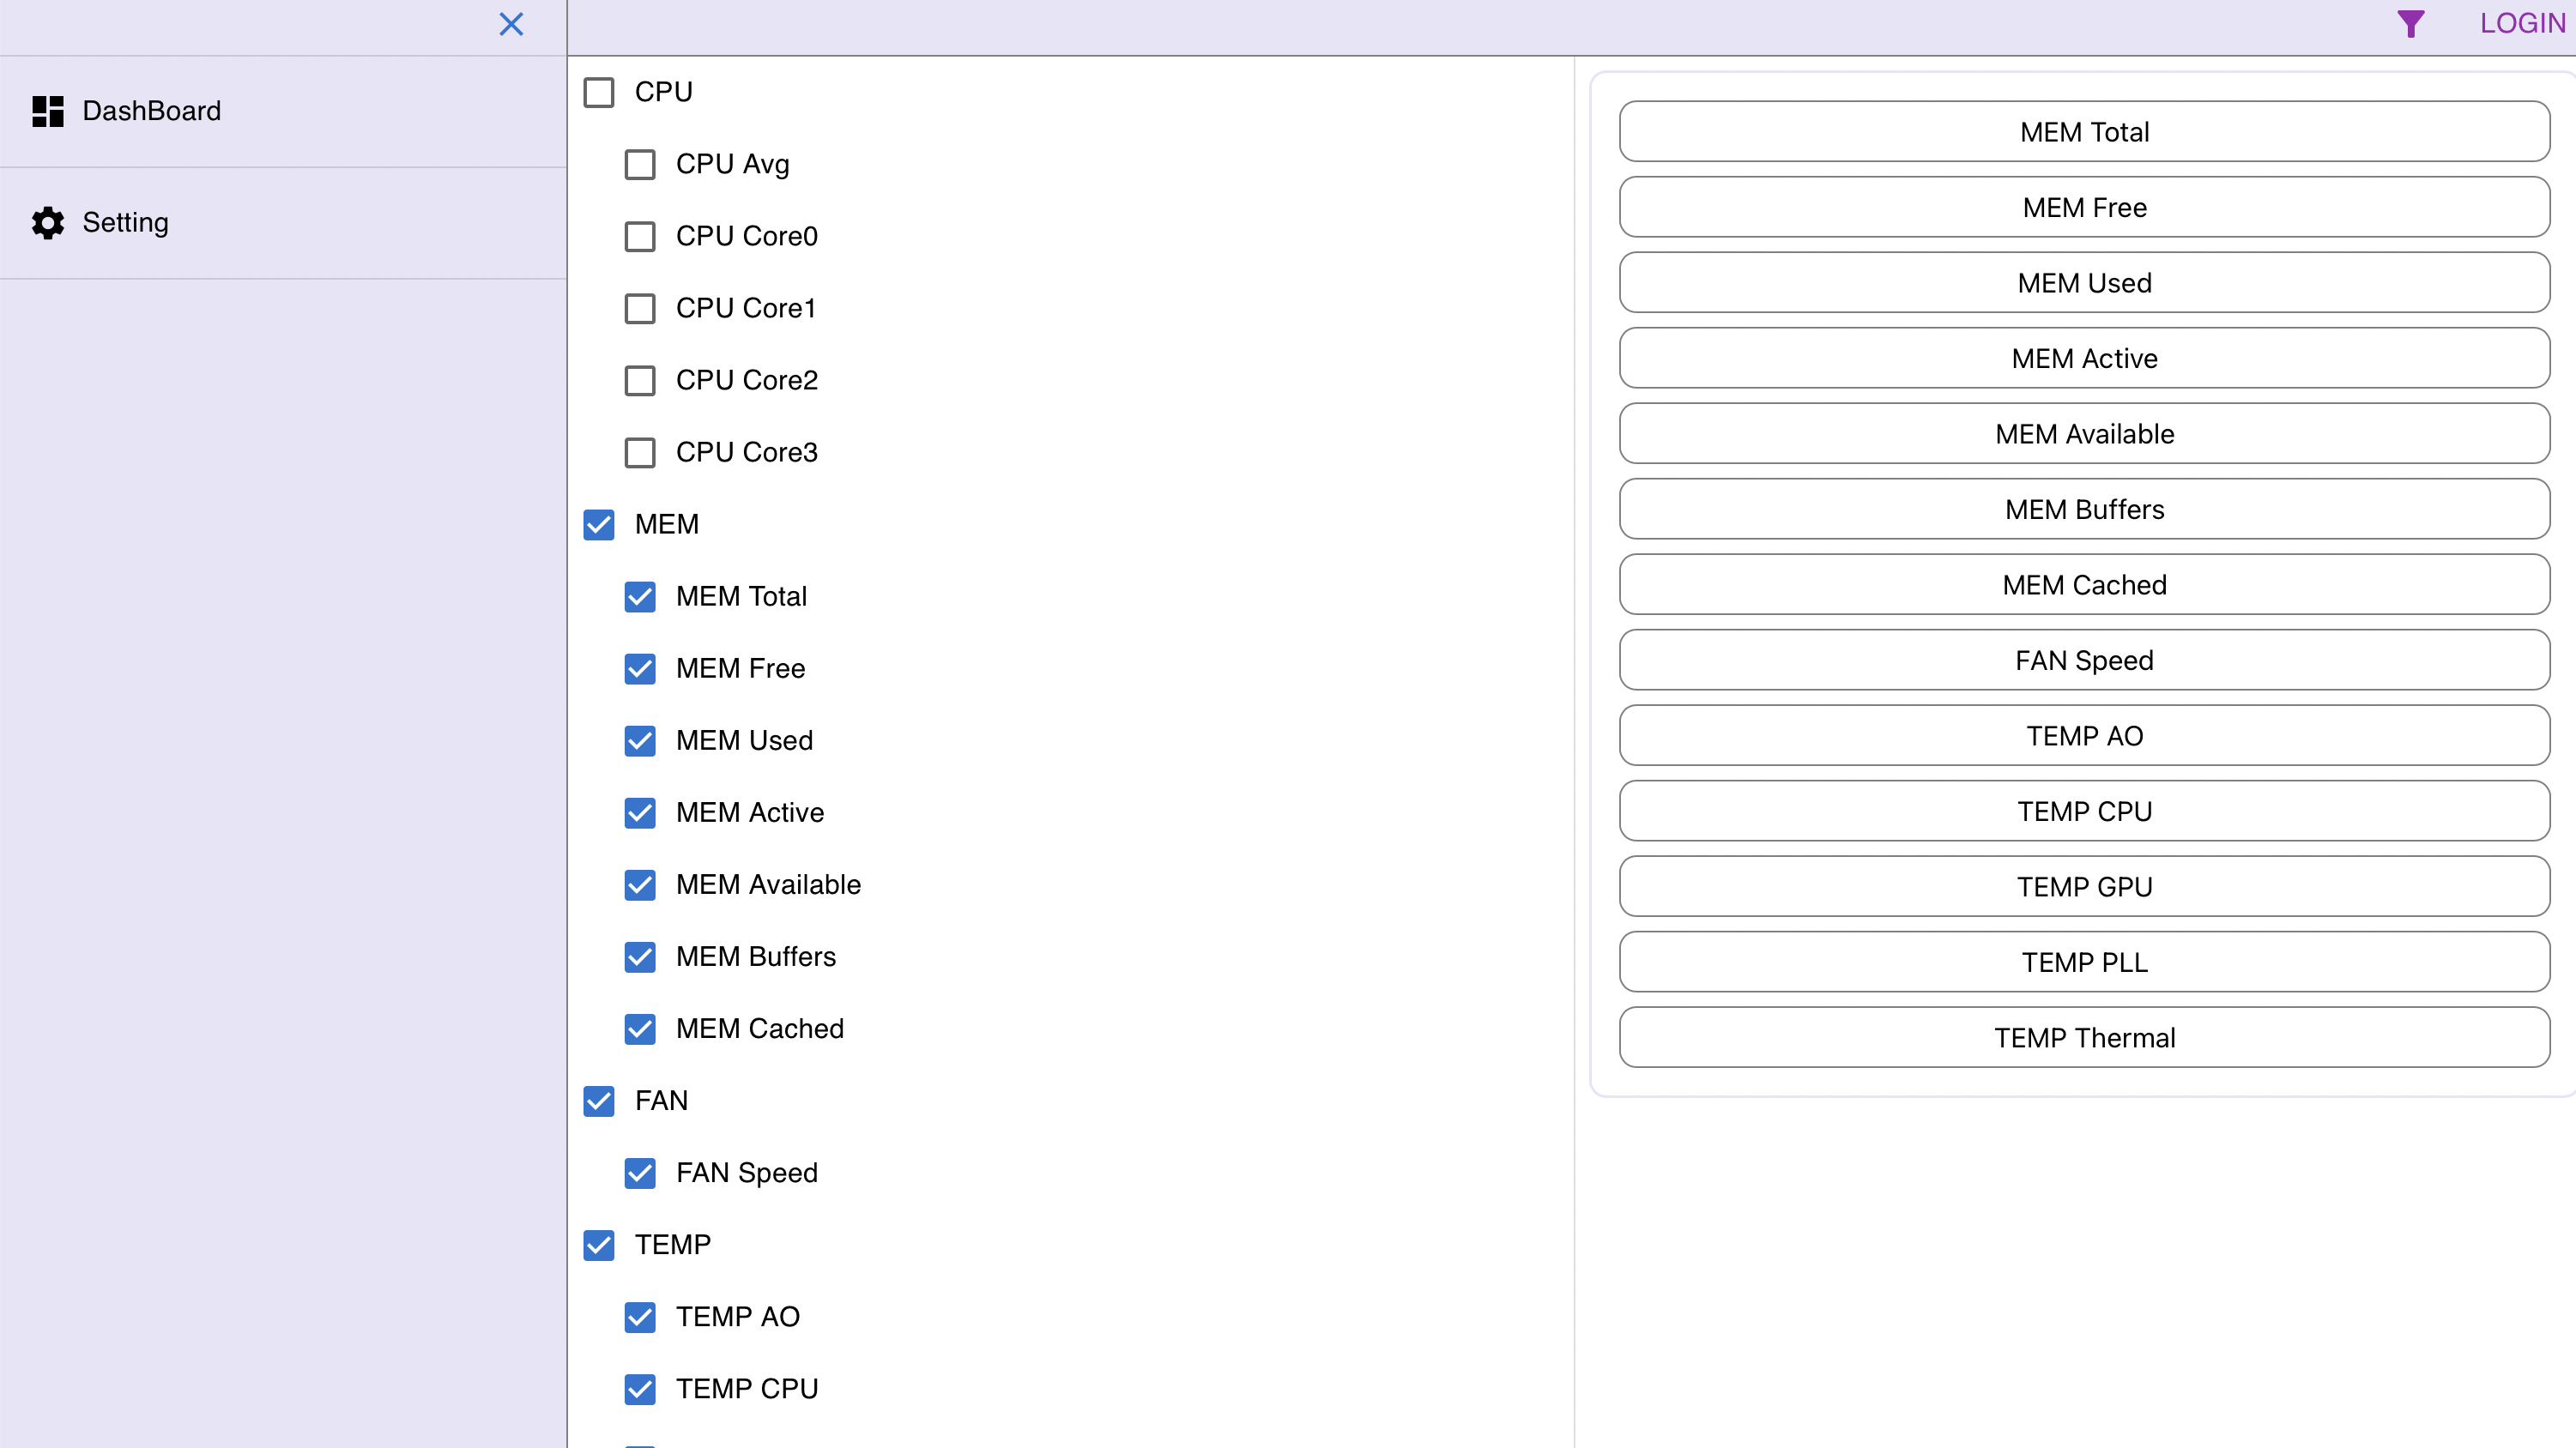 LOGIN
DashBoard
Setting
CPU
CPU Avg
CPU Core0
CPU Core1
CPU Core2
CPU Core3
MEM
MEM Total
MEM Free
MEM Used
MEM Active
MEM Available
MEM Buffers
MEM Cached
FAN
FAN Speed
TEMP
TEMP AO
TEMP CPU
MEM Total
MEM Free
MEM Used
MEM Active
MEM Available
MEM Buffers
MEM Cached
FAN Speed
TEMP AO
TEMP CPU
TEMP GPU
TEMP PLL
TEMP Thermal